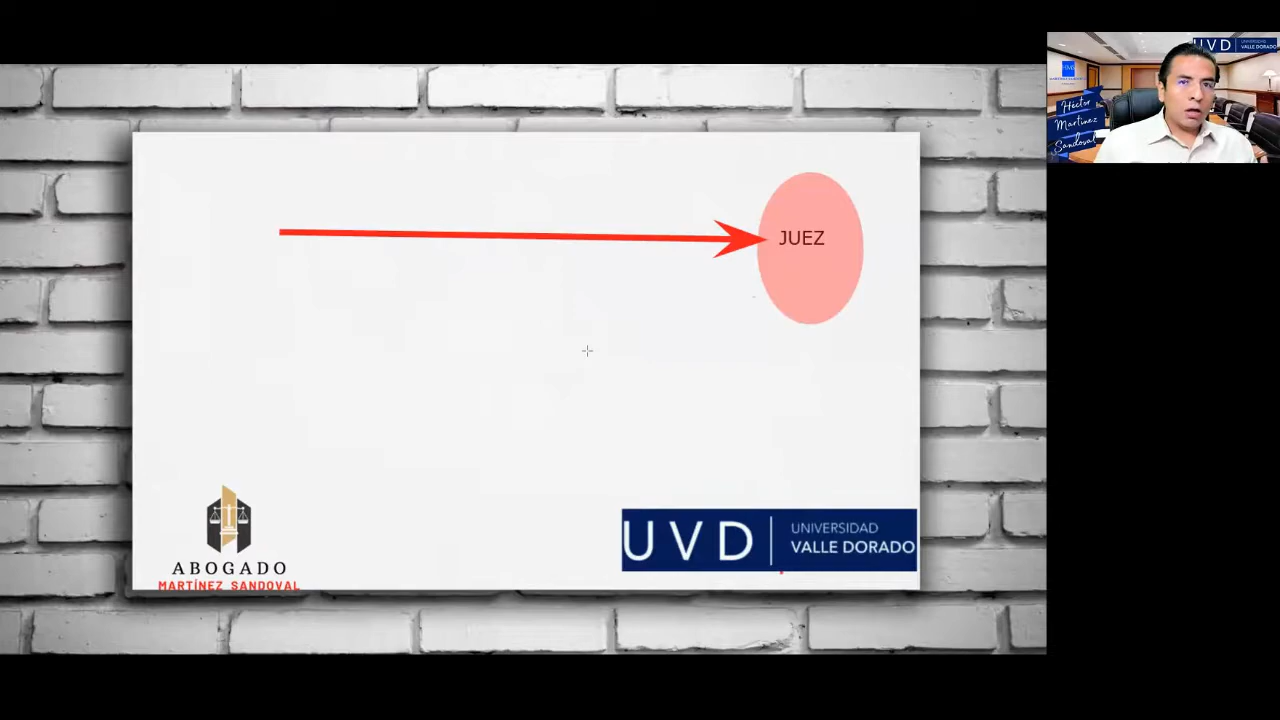 JUEZ
ABOGADO
MARTÍNEZ SANDOVAL
UVD
UNIVERSIDAD
VALLE DORADO
UVD
UNIVERSIDAD
VALLE DORADO
Héctor
Martínez
Sandoval